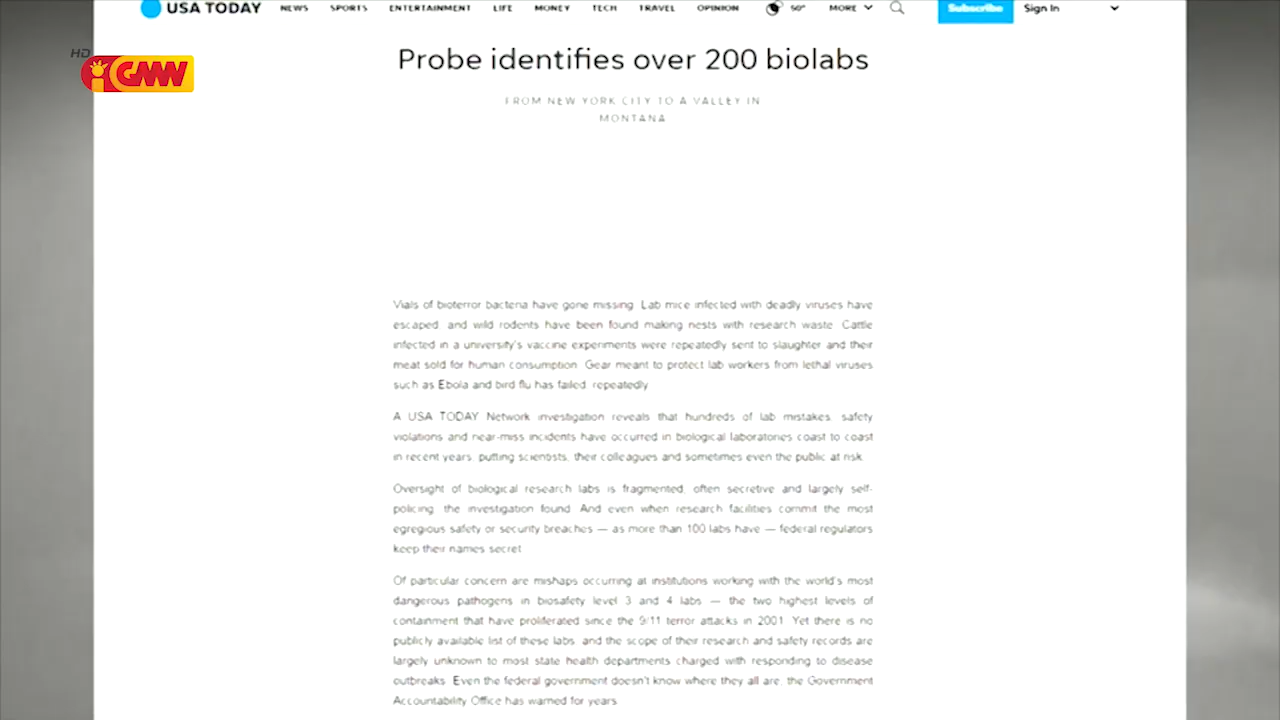 USA TODAY NEWS SPORTS ENTERTAINMENT LIFE MONEY TECH TRAVEL OPINION 50° MORE Subscribe Sign In
HD
iGMW
Probe identifies over 200 biolabs
FROM NEW YORK CITY TO A VALLEY IN
MONTANA
Vials of bioterror bacteria have gone missing. Lab mice infected with deadly viruses have
escaped, and wild rodents have been found making nests with research waste. Cattle
infected in a university's vaccine experiments were repeatedly sent to slaughter and their
meat sold for human consumption. Gear meant to protect lab workers from lethal viruses
such as Ebola and bird flu has failed, repeatedly.
A USA TODAY Network investigation reveals that hundreds of lab mistakes, safety
violations and near-miss incidents have occurred in biological laboratories coast to coast
in recent years, putting scientists, their colleagues and sometimes even the public at risk.
Oversight of biological research labs is fragmented, often secretive and largely self-
policing, the investigation found. And even when research facilities commit the most
egregious safety or security breaches — as more than 100 labs have — federal regulators
keep their names secret.
Of particular concern are mishaps occurring at institutions working with the world's most
dangerous pathogens in biosafety level 3 and 4 labs — the two highest levels of
containment that have proliferated since the 9/11 terror attacks in 2001. Yet there is no
publicly available list of these labs, and the scope of their research and safety records are
largely unknown to most state health departments charged with responding to disease
outbreaks. Even the federal government doesn't know where they all are, the Government
Accountability Office has warned for years.